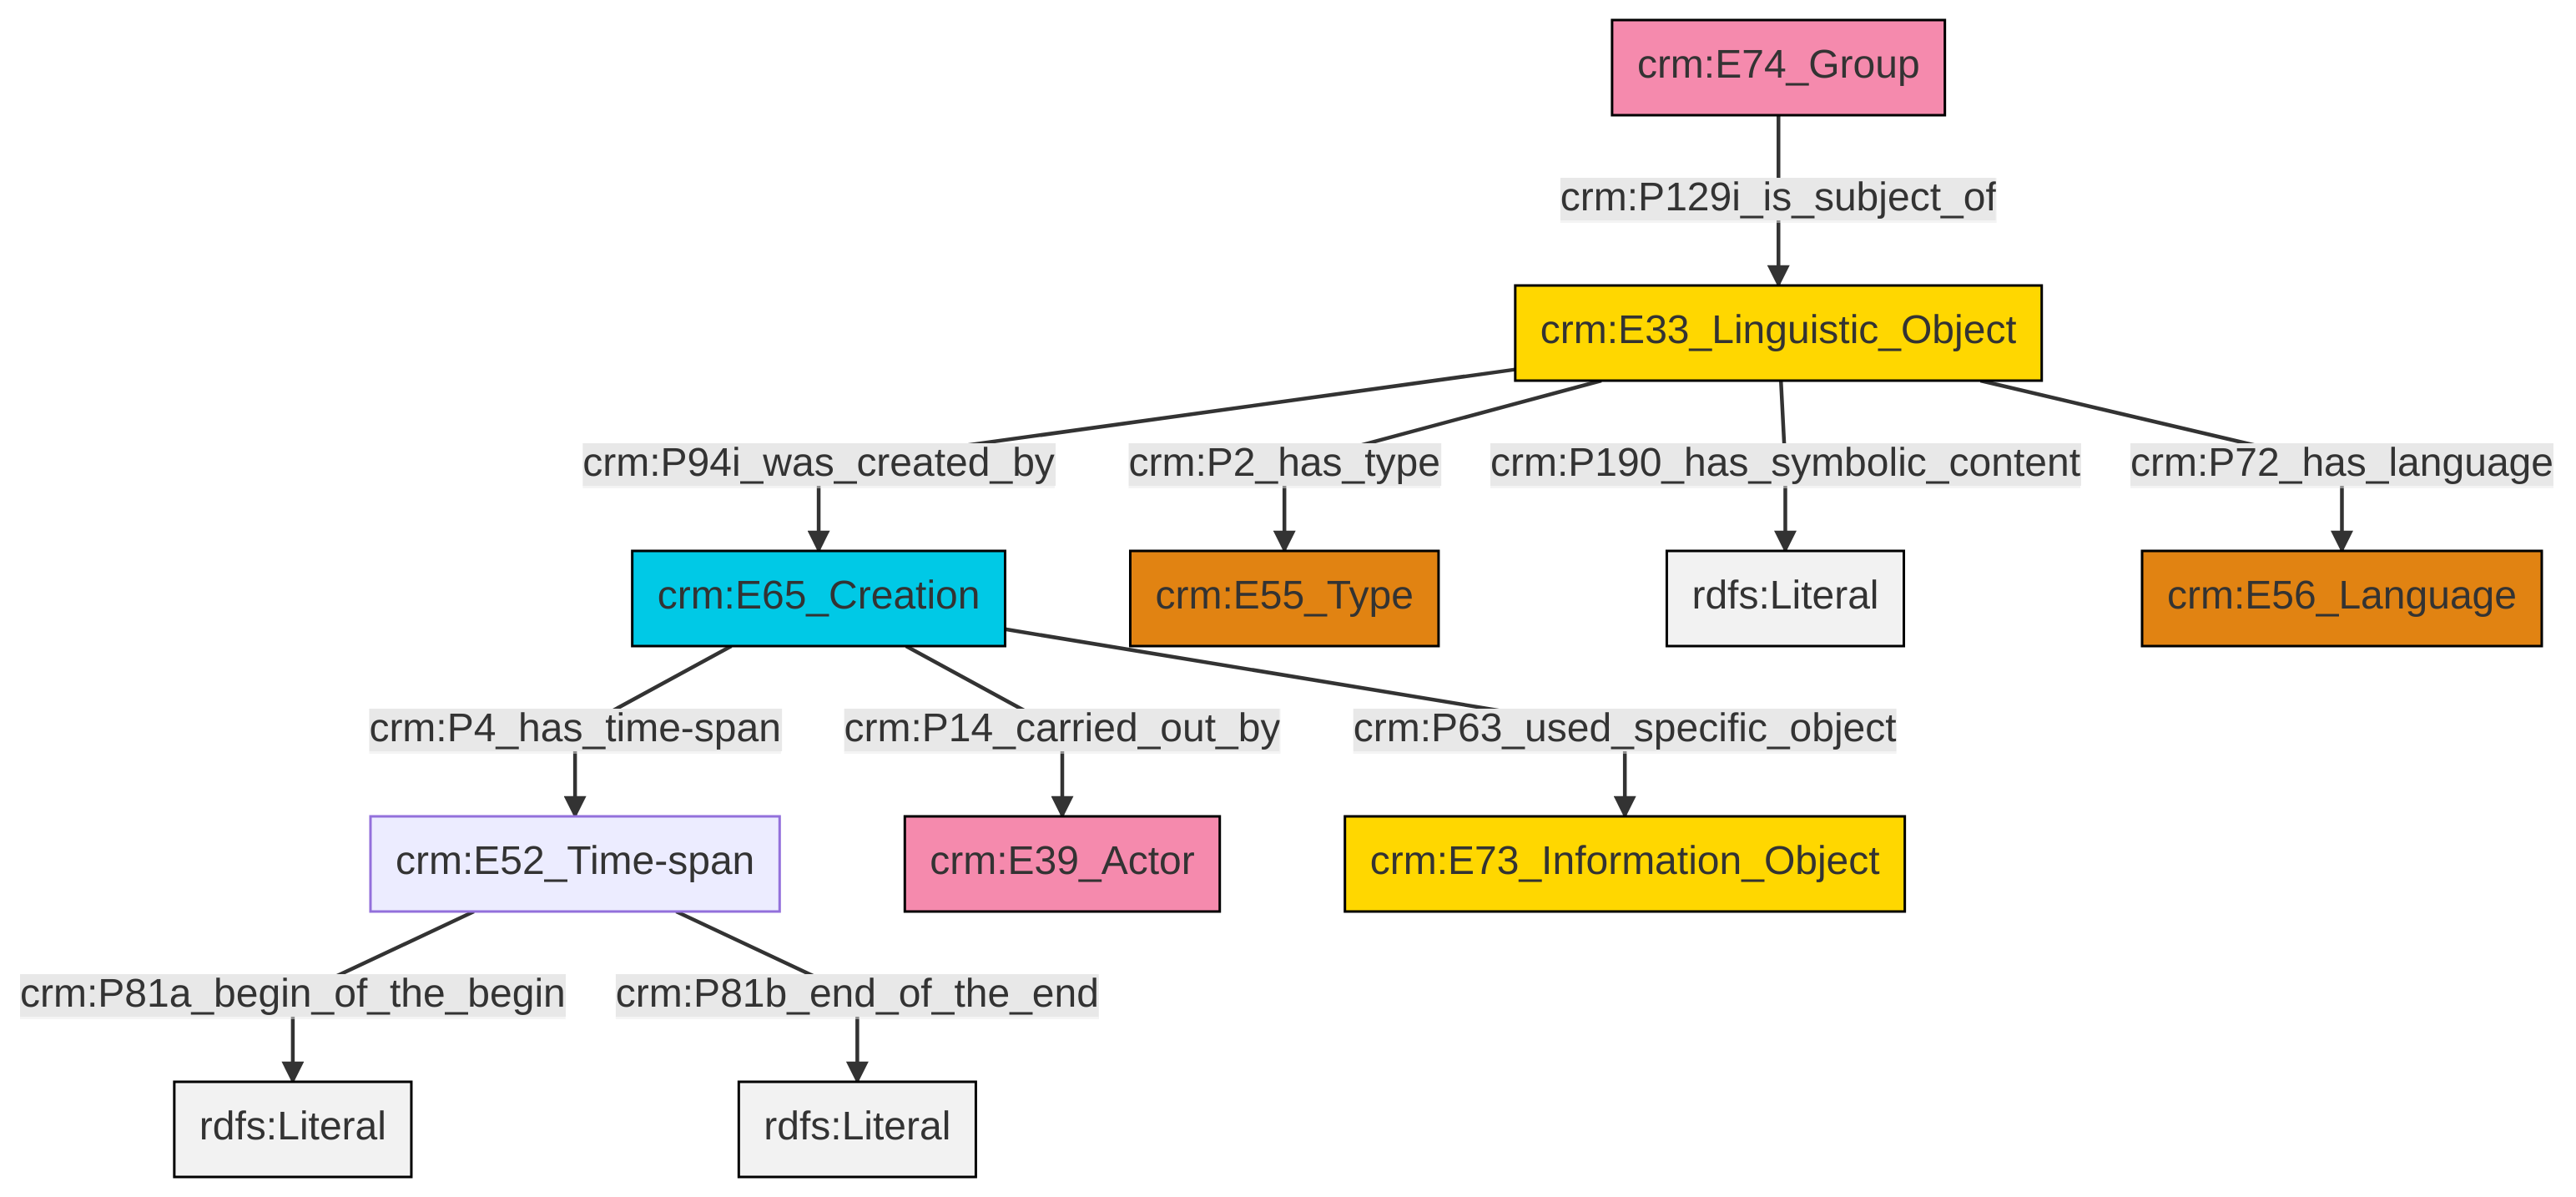 crm:E74_Group
crm:P129i_is_subject_of
crm:E33_Linguistic_Object
crm:P94i_was_created_by
crm:P2_has_type
crm:P190_has_symbolic_content
crm:P72_has_language
crm:E65_Creation
crm:E55_Type
rdfs:Literal
crm:E56_Language
crm:P4_has_time-span
crm:P14_carried_out_by
crm:P63_used_specific_object
crm:E52_Time-span
crm:E39_Actor
crm:E73_Information_Object
crm:P81a_begin_of_the_begin
crm:P81b_end_of_the_end
rdfs:Literal
rdfs:Literal